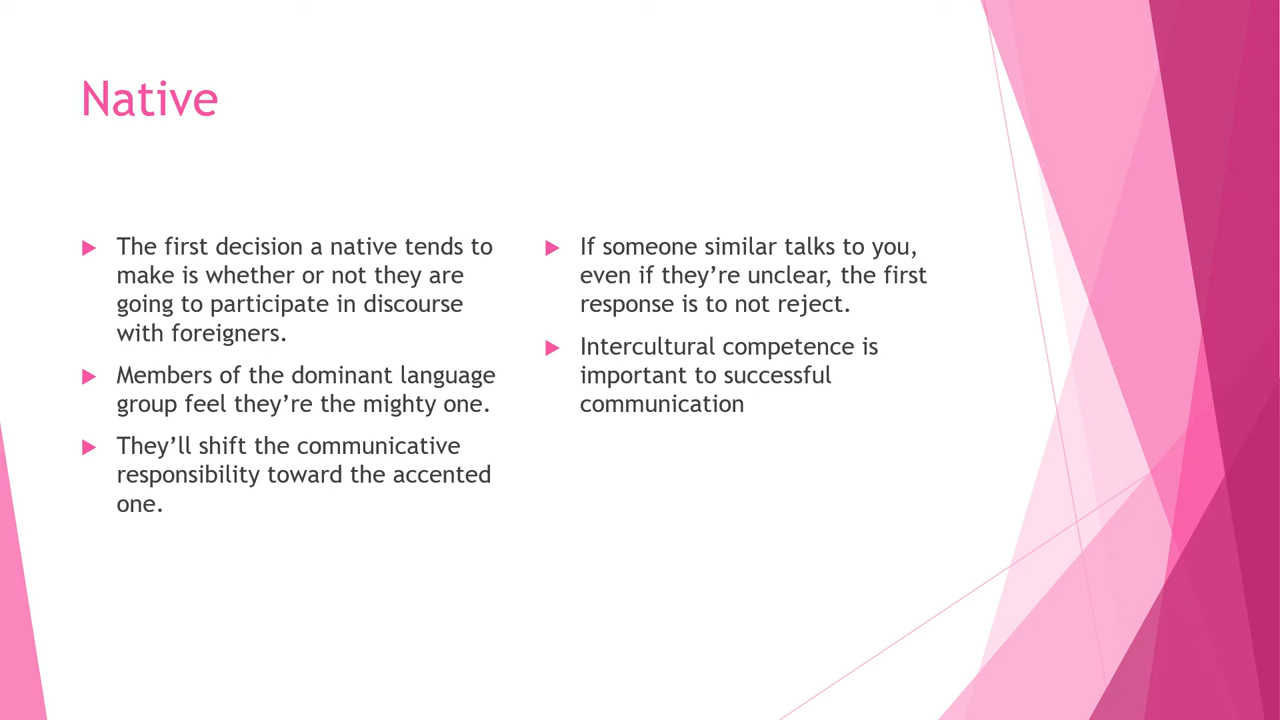 Native
The first decision a native tends to
make is whether or not they are
going to participate in discourse
with foreigners.
Members of the dominant language
group feel they’re the mighty one.
They’ll shift the communicative
responsibility toward the accented
one.
If someone similar talks to you,
even if they’re unclear, the first
response is to not reject.
Intercultural competence is
important to successful
communication